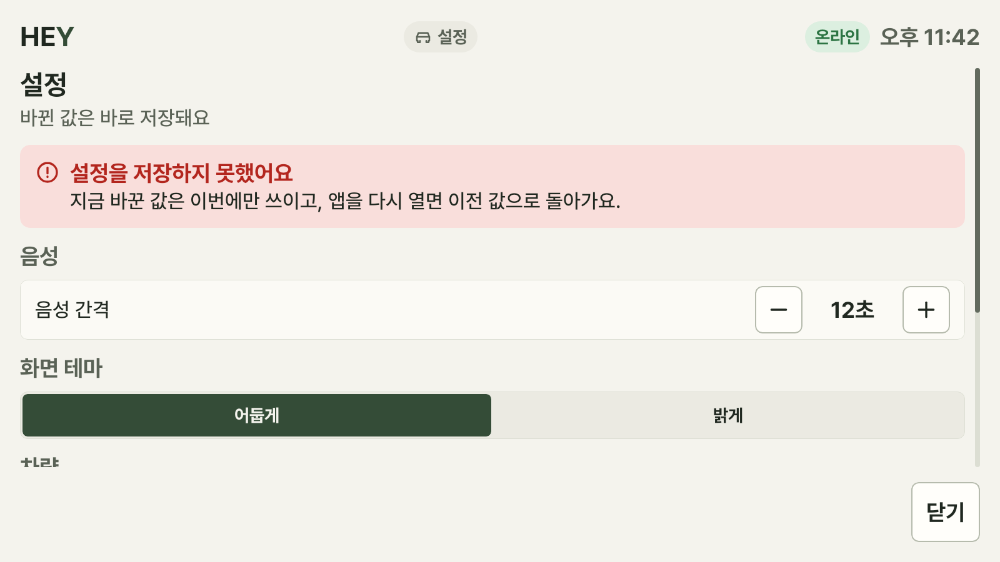 HEY
설정
온라인
오후 11:42
설정
바뀐 값은 바로 저장돼요
설정을 저장하지 못했어요
지금 바꾼 값은 이번에만 쓰이고, 앱을 다시 열면 이전 값으로 돌아가요.
음성
음성 간격
12초
화면 테마
어둡게
밝게
닫기